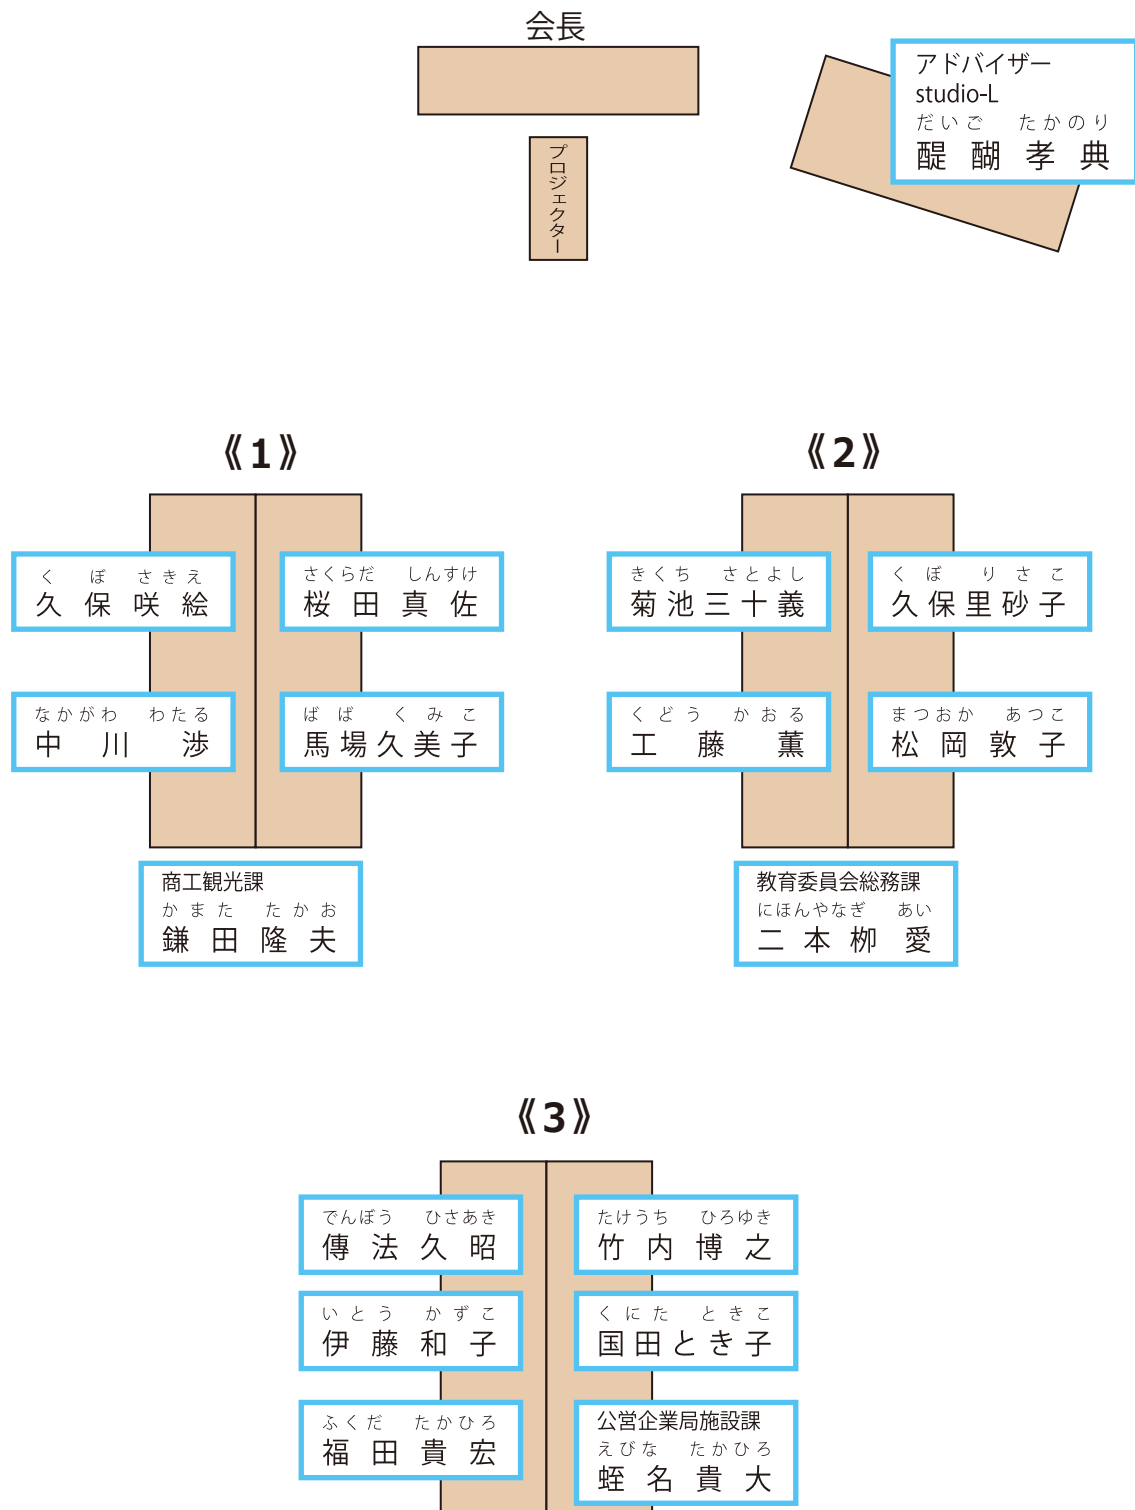 会長
プロジェクター
アドバイザー
studio-L
だいご たかのり
醍醐孝典
《1》
くぼ さきえ
久保咲絵
さくらだ しんすけ
桜田真佐
なかがわ わたる
中川 渉
ばば くみこ
馬場久美子
商工観光課
かまた たかお
鎌田隆夫
《2》
きくち さとよし
菊池三十義
くぼ りさこ
久保里砂子
くどう かおる
工藤 薫
まつおか あつこ
松岡敦子
教育委員会総務課
にほんやなぎ あい
二本栁 愛
《3》
でんぼう ひさあき
傳法久昭
たけうち ひろゆき
竹内博之
いとう かずこ
伊藤和子
くにた ときこ
国田とき子
ふくだ たかひろ
福田貴宏
公営企業局施設課
えびな たかひろ
蛯名貴大